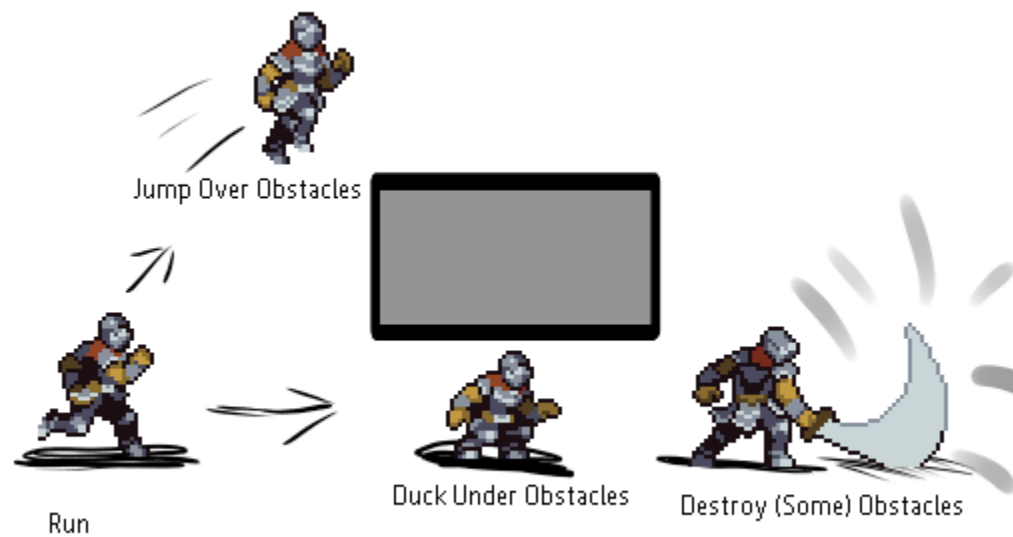 Jump Over Obstacles
Run
Duck Under Obstacles
Destroy (Some) Obstacles